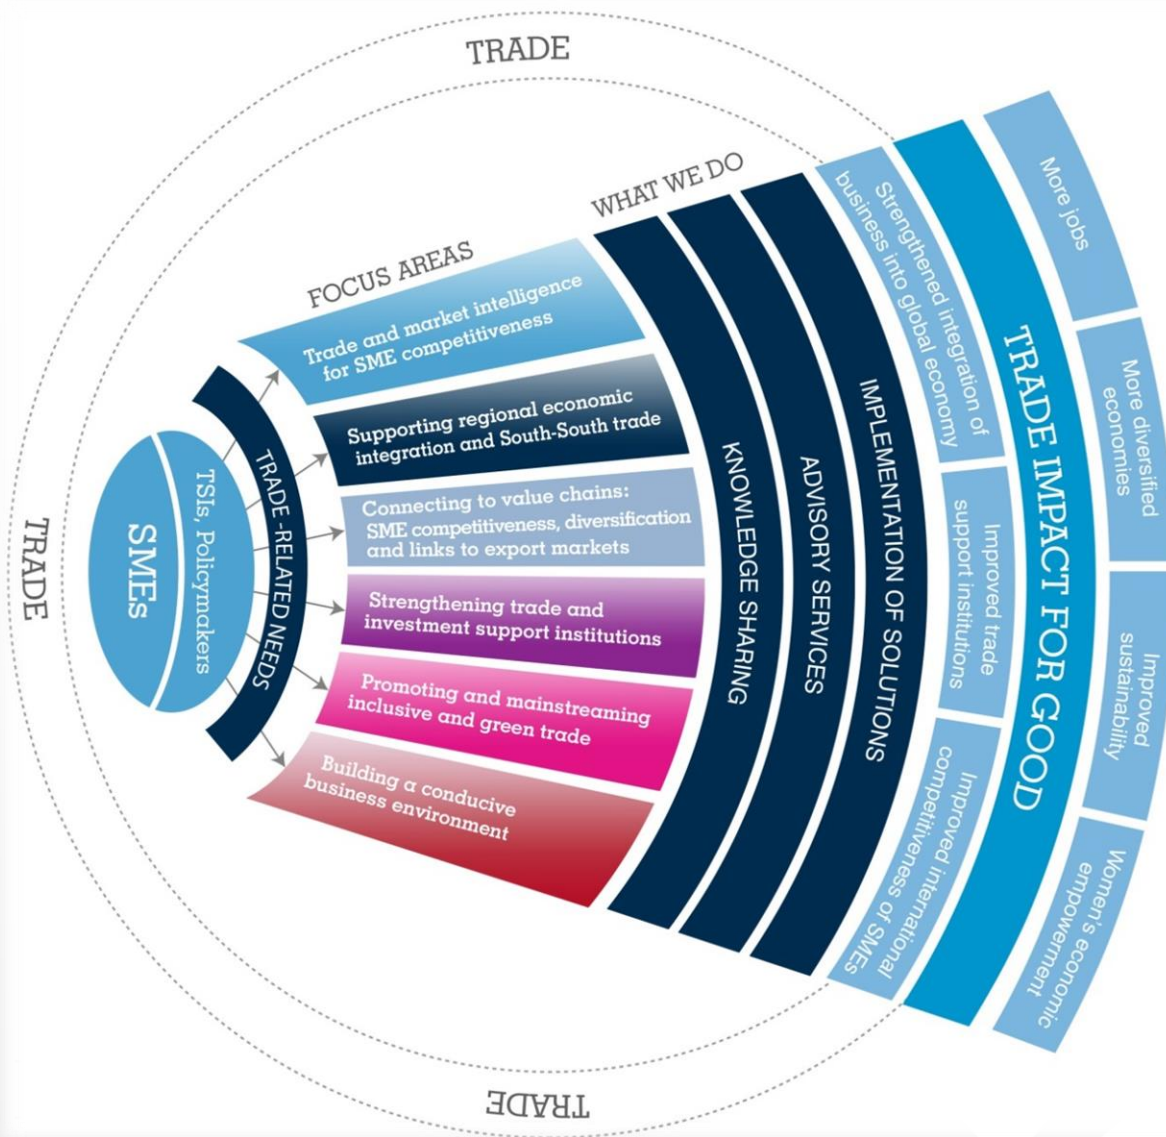 TRADE
TRADE
TRADE
SMEs
TSIs, Policymakers
TRADE-RELATED NEEDS
FOCUS AREAS
Trade and market intelligence
for SME competitiveness
Supporting regional economic
integration and South-South trade
Connecting to value chains:
SME competitiveness, diversification
and links to export markets
Strengthening trade and
investment support institutions
Promoting and mainstreaming
inclusive and green trade
Building a conducive
business environment
WHAT WE DO
KNOWLEDGE SHARING
ADVISORY SERVICES
IMPLEMENTATION OF SOLUTIONS
Strengthened integration of
business into global economy
Improved trade
support institutions
Improved international
competitiveness of SMEs
TRADE IMPACT FOR GOOD
More jobs
More diversified
economies
Improved
sustainability
Women's economic
empowerment